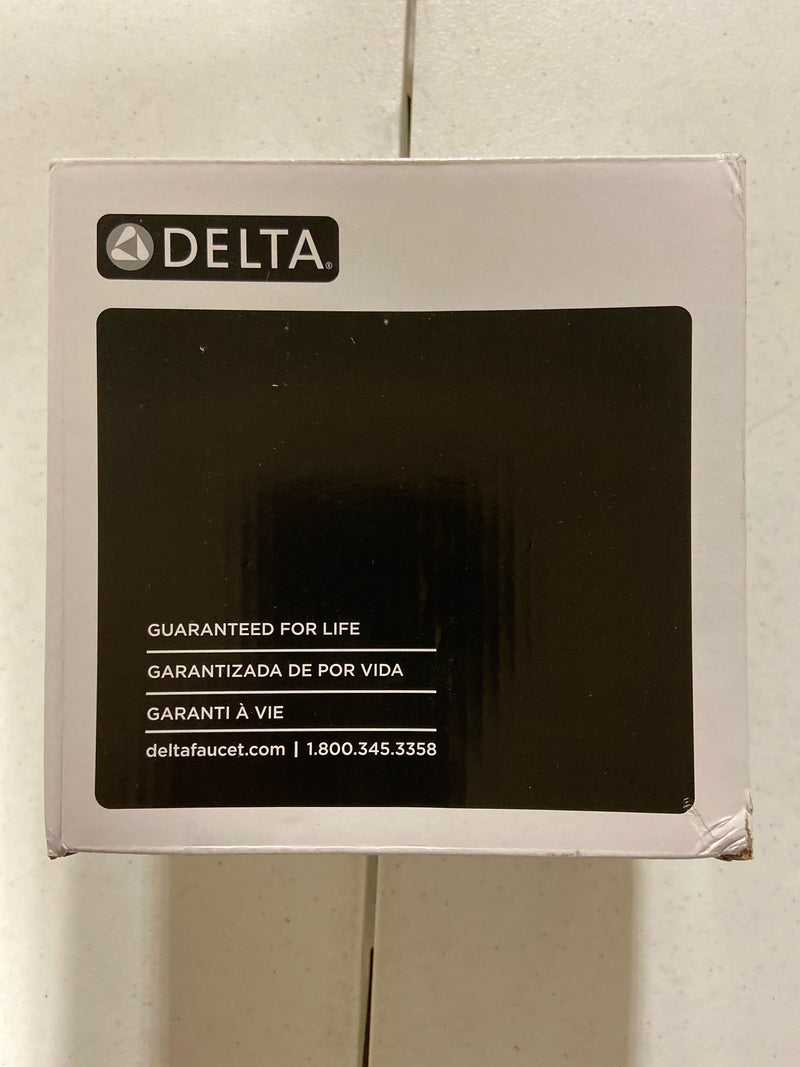 DELTA®
GUARANTEED FOR LIFE
GARANTIZADA DE POR VIDA
GARANTI À VIE
deltafaucet.com | 1.800.345.3358